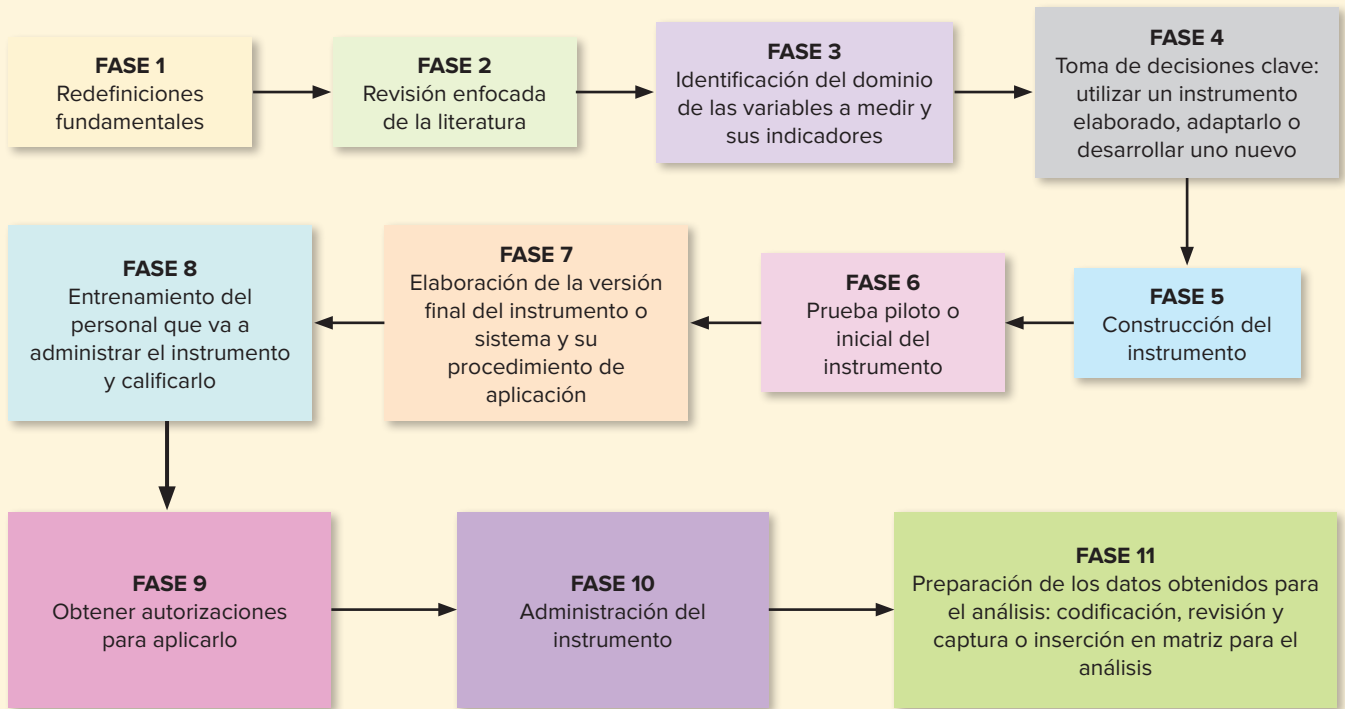 FASE 1
Redefiniciones
fundamentales
FASE 2
Revisión enfocada
de la literatura
FASE 3
Identificación del dominio
de las variables a medir y
sus indicadores
FASE 4
Toma de decisiones clave:
utilizar un instrumento
elaborado, adaptarlo o
desarrollar uno nuevo
FASE 5
Construcción del
instrumento
FASE 6
Prueba piloto o
inicial del
instrumento
FASE 7
Elaboración de la versión
final del instrumento o
sistema y su
procedimiento de
aplicación
FASE 8
Entrenamiento del
personal que va a
administrar el instrumento
y calificarlo
FASE 9
Obtener autorizaciones
para aplicarlo
FASE 10
Administración del
instrumento
FASE 11
Preparación de los datos obtenidos para
el análisis: codificación, revisión y
captura o inserción en matriz para el
análisis